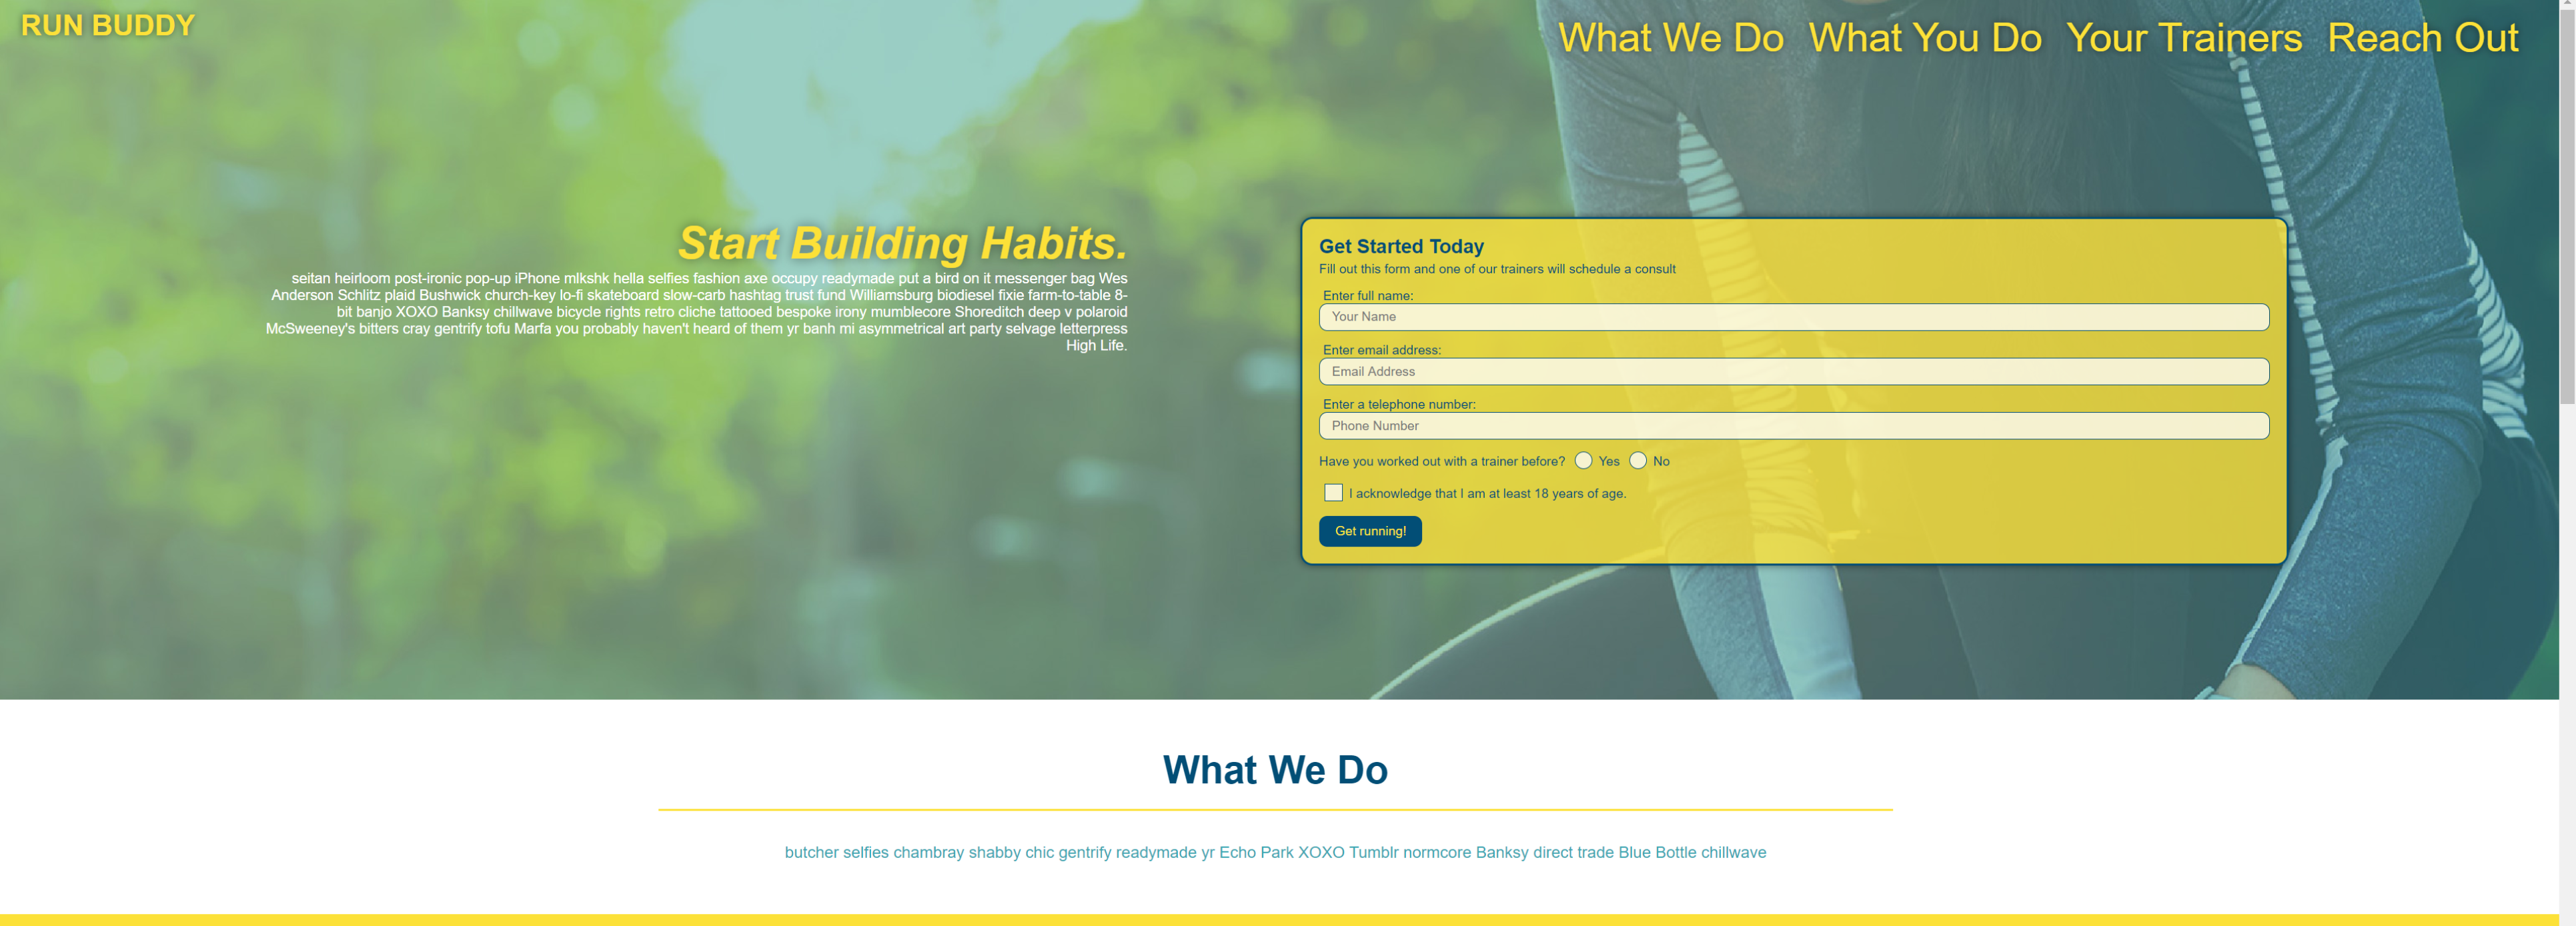 RUN BUDDY
What We Do What You Do Your Trainers Reach Out
Start Building Habits.
seitan heirloom post-ironic pop-up iPhone mlkshk hella selfies fashion axe occupy readymade put a bird on it messenger bag Wes
Anderson Schlitz plaid Bushwick church-key lo-fi skateboard slow-carb hashtag trust fund Williamsburg biodiesel fixie farm-to-table 8-
bit banjo XOXO Banksy chillwave bicycle rights retro cliche tattooed bespoke irony mumblecore Shoreditch deep v polaroid
McSweeney's bitters cray gentrify tofu Marfa you probably haven't heard of them yr banh mi asymmetrical art party selvage letterpress
High Life.
Get Started Today
Fill out this form and one of our trainers will schedule a consult
Enter full name:
Your Name
Enter email address:
Email Address
Enter a telephone number:
Phone Number
Have you worked out with a trainer before? Yes No
I acknowledge that I am at least 18 years of age.
Get running!
What We Do
butcher selfies chambray shabby chic gentrify readymade yr Echo Park XOXO Tumblr normcore Banksy direct trade Blue Bottle chillwave